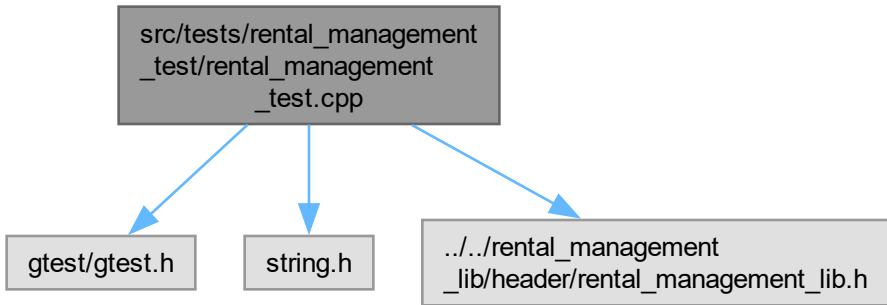 src/tests/rental_management
_test/rental_management
_test.cpp
gtest/gtest.h
string.h
../../rental_management
_lib/header/rental_management_lib.h